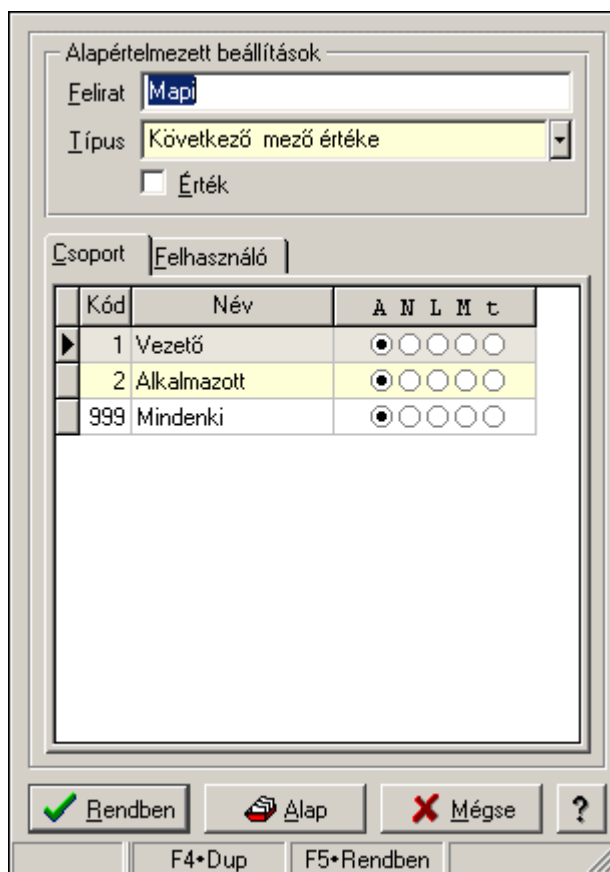 Alapértelmezett beállítások
Felirat Mapi
Típus Következő mező értéke
Érték
Csoport Felhasználó
Kód Név A N L M t
1 Vezető
2 Alkalmazott
999 Mindenki
Rendben Alap Mégse ?
F4•Dup F5•Rendben